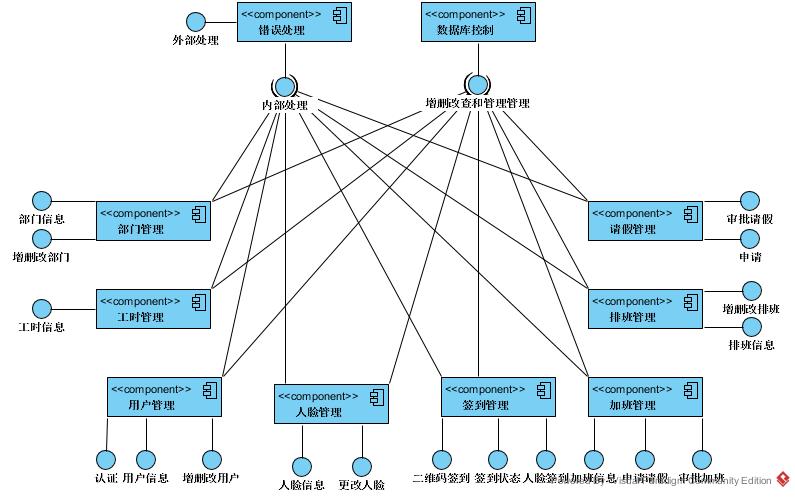 <<component>>
错误处理
<<component>>
数据库控制
外部处理
内部处理
增删改查和管理管理
<<component>>
部门管理
部门信息
增删改部门
<<component>>
请假管理
审批请假
申请
<<component>>
工时管理
工时信息
<<component>>
排班管理
增删改排班
排班信息
<<component>>
用户管理
<<component>>
人脸管理
<<component>>
签到管理
<<component>>
加班管理
认证
用户信息
增删改用户
人脸信息
更改人脸
二维码签到
签到状态
人脸签到
加班信息
申请请假
审批加班
Powered By Visual Paradigm Community Edition